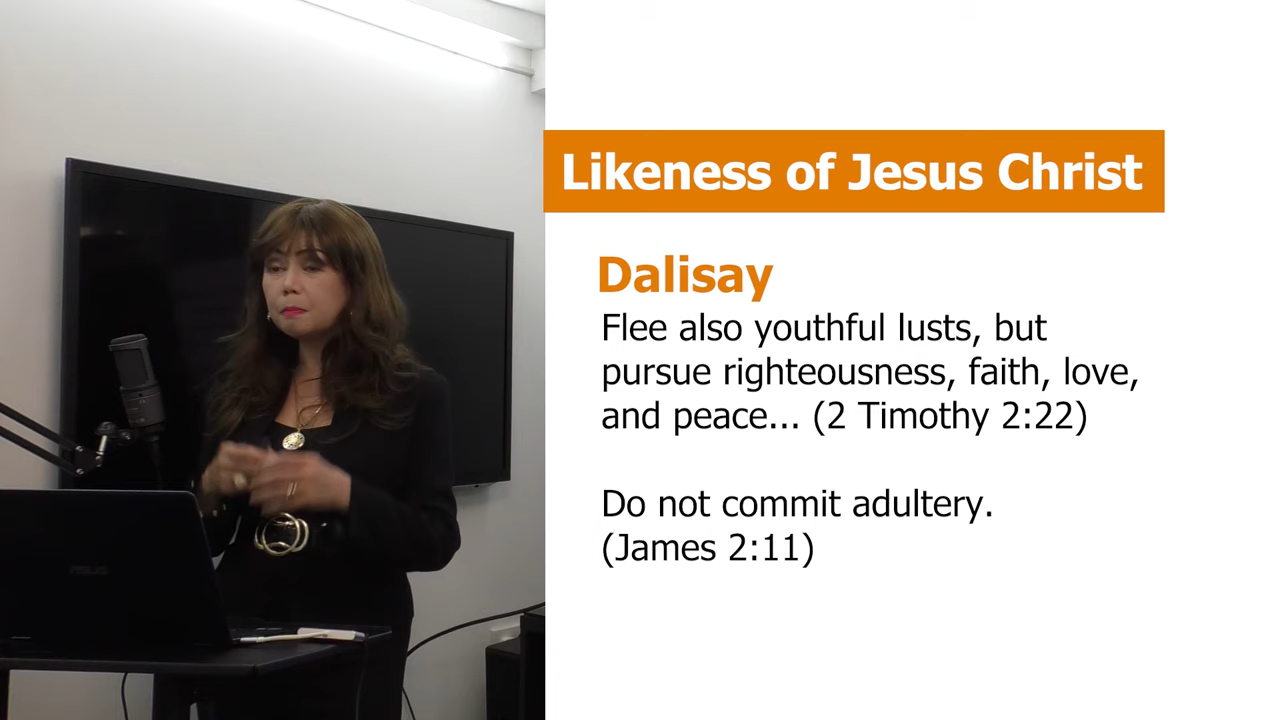 Likeness of Jesus Christ
Dalisay
Flee also youthful lusts, but
pursue righteousness, faith, love,
and peace... (2 Timothy 2:22)
Do not commit adultery.
(James 2:11)